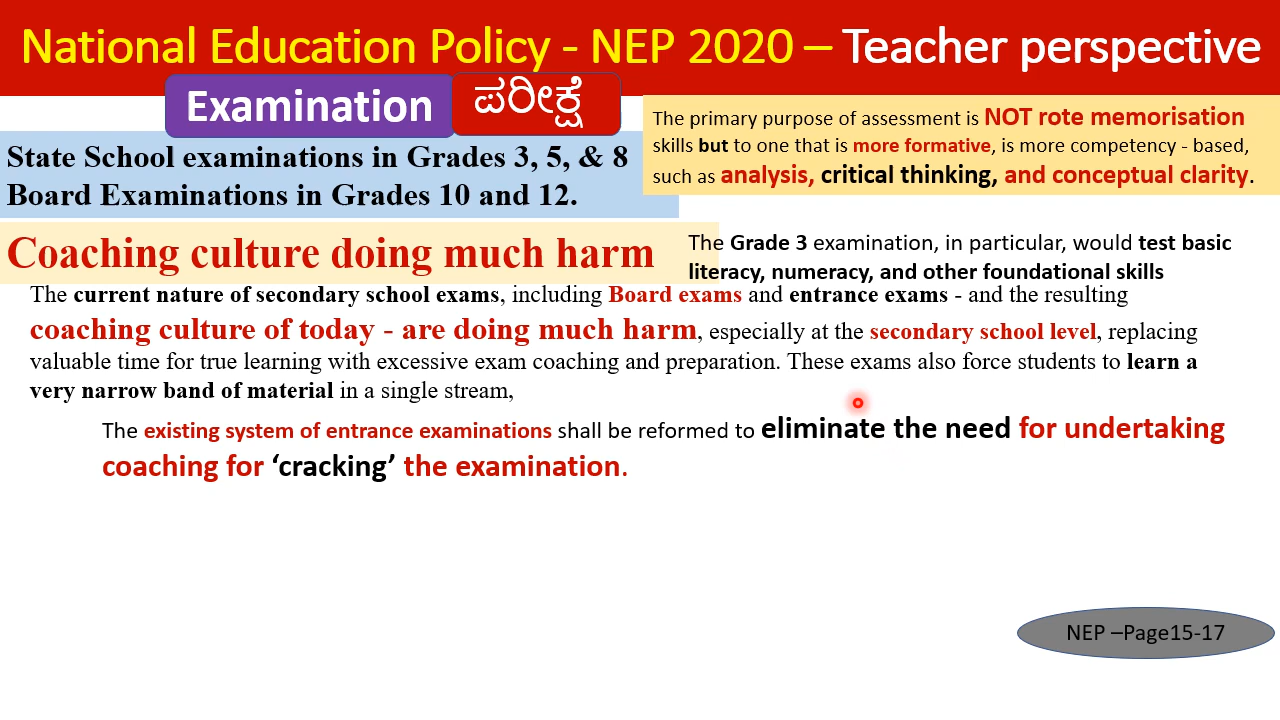 National Education Policy - NEP 2020 – Teacher perspective
Examination
ಪರೀಕ್ಷೆ
State School examinations in Grades 3, 5, & 8
Board Examinations in Grades 10 and 12.
The primary purpose of assessment is NOT rote memorisation
skills but to one that is more formative, is more competency - based,
such as analysis, critical thinking, and conceptual clarity.
Coaching culture doing much harm
The Grade 3 examination, in particular, would test basic
literacy, numeracy, and other foundational skills
The current nature of secondary school exams, including Board exams and entrance exams - and the resulting
coaching culture of today - are doing much harm, especially at the secondary school level, replacing
valuable time for true learning with excessive exam coaching and preparation. These exams also force students to learn a
very narrow band of material in a single stream,
The existing system of entrance examinations shall be reformed to eliminate the need for undertaking
coaching for ‘cracking’ the examination.
NEP –Page15-17